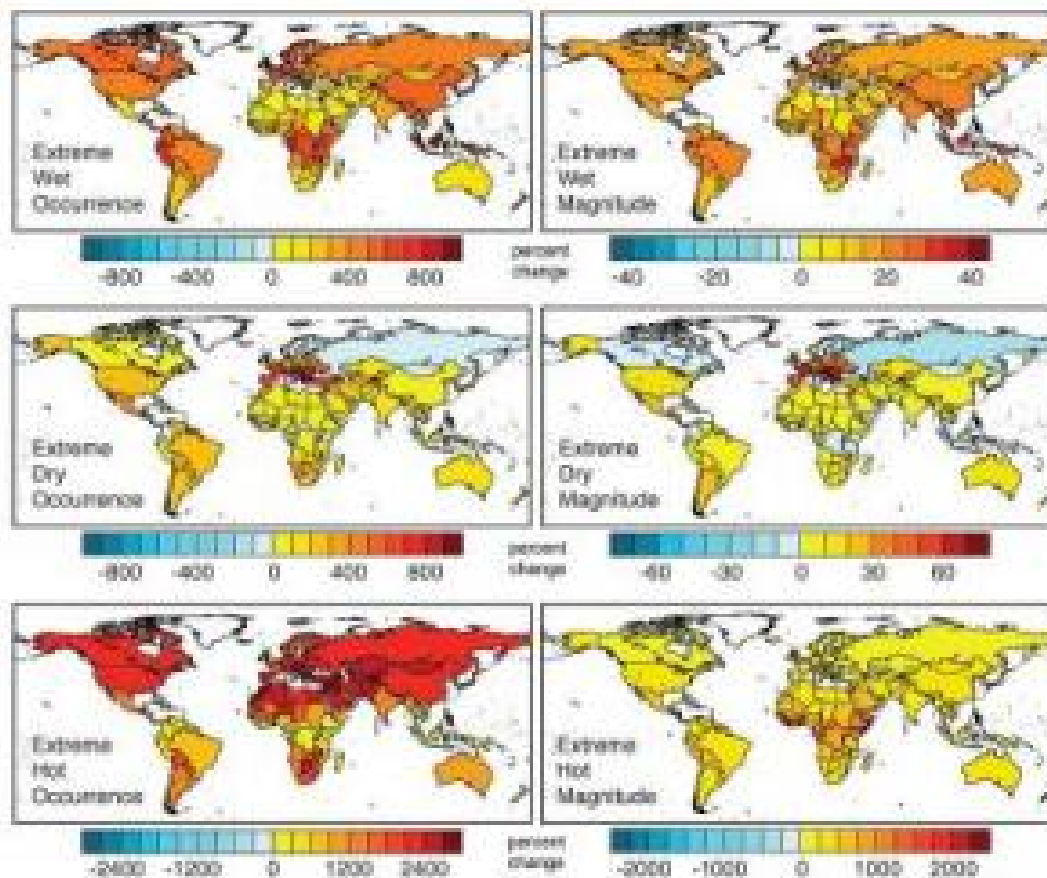 Extreme
Wet
Occurrence
Extreme
Wet
Magnitude
-800 -400 0 400 800
percent
change
-40 -20 0 20 40
Extreme
Dry
Occurrence
Extreme
Dry
Magnitude
-800 -400 0 400 800
percent
change
-60 -30 0 30 60
Extreme
Hot
Occurrence
Extreme
Hot
Magnitude
-2400 -1200 0 1200 2400
percent
change
-2000 -1000 0 1000 2000